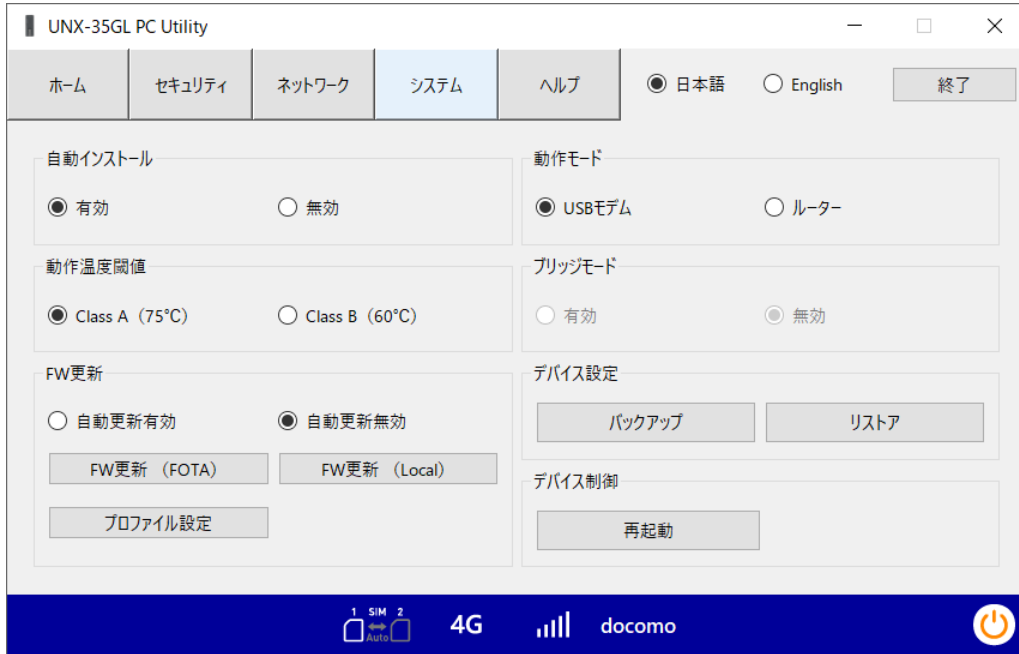 UNX-35GL PC Utility
ホーム セキュリティ ネットワーク システム ヘルプ 日本語 English 終了
自動インストール
有効 無効
動作モード
USBモデム ルーター
動作温度閾値
Class A（75℃） Class B（60℃）
ブリッジモード
有効 無効
FW更新
自動更新有効 自動更新無効
FW更新 （FOTA） FW更新 （Local）
プロファイル設定
デバイス設定
バックアップ リストア
デバイス制御
再起動
1 SIM 2
Auto
4G docomo